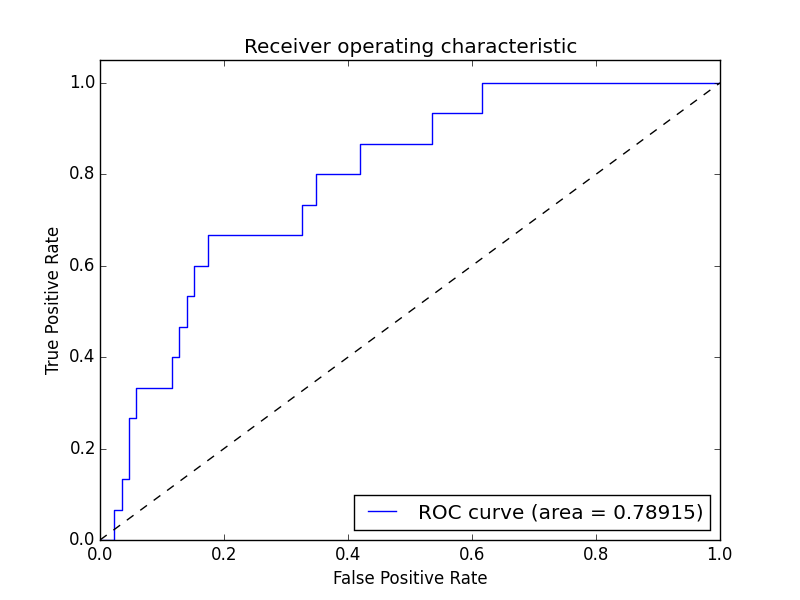 Receiver operating characteristic
1.0
0.8
0.6
0.4
0.2
0.0
True Positive Rate
ROC curve (area = 0.78915)
0.0 0.2 0.4 0.6 0.8 1.0
False Positive Rate